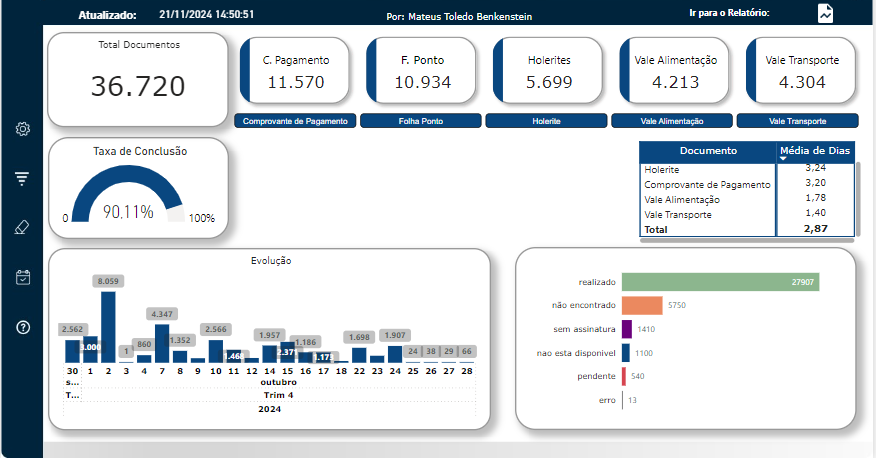 Atualizado: 21/11/2024 14:50:51
Por: Mateus Toledo Benkenstein
Ir para o Relatório:
Total Documentos
36.720
C. Pagamento
11.570
F. Ponto
10.934
Holerites
5.699
Vale Alimentação
4.213
Vale Transporte
4.304
Comprovante de Pagamento
Folha Ponto
Holerite
Vale Alimentação
Vale Transporte
Taxa de Conclusão
0 90.11% 100%
Documento Média de Dias
Holerite 3,24
Comprovante de Pagamento 3,20
Vale Alimentação 1,78
Vale Transporte 1,40
Total 2,87
Evolução
2.562 3.000 8.059 1 860 4.347 1.352 2.566 1.468 1.957 1.186 1.698 1.907 24 38 29 66
30 1 2 3 4 7 8 9 10 11 12 14 15 16 17 18 22 23 24 25 26 27 28
s... outubro
T... Trim 4
2024
realizado 27907
não encontrado 5750
sem assinatura 1410
nao esta disponivel 1100
pendente 540
erro 13